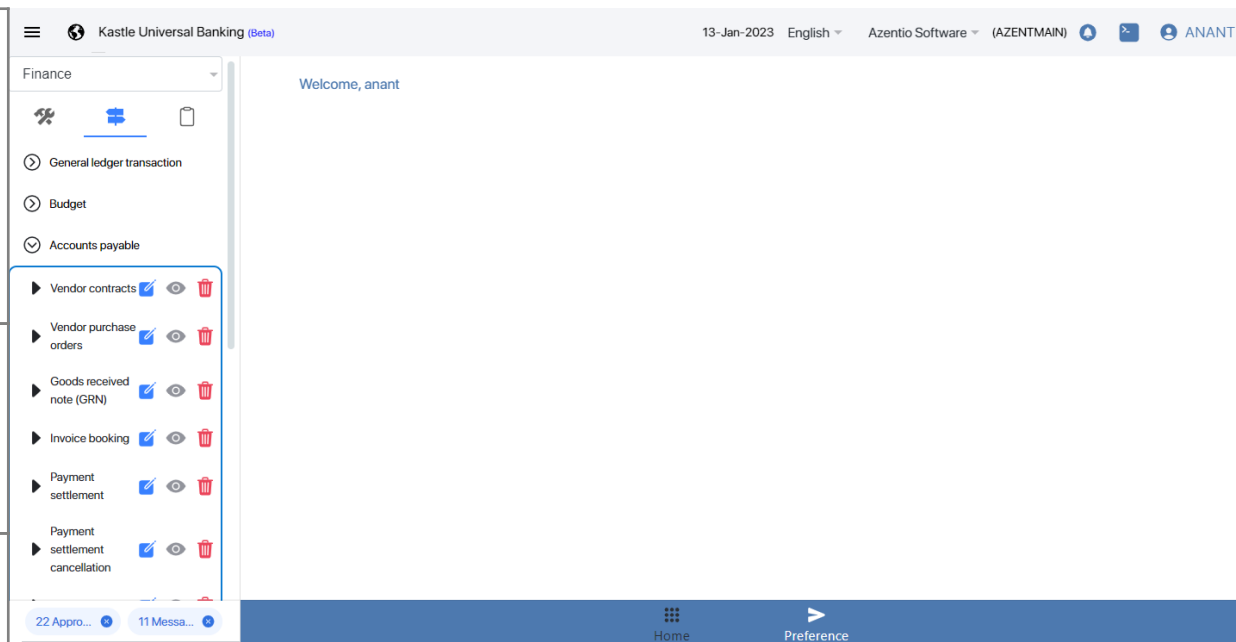 Kastle Universal Banking (Beta)
13-Jan-2023 English Azentio Software (AZENTMAIN) ANANT
Finance
Welcome, anant
General ledger transaction
Budget
Accounts payable
Vendor contracts
Vendor purchase
orders
Goods received
note (GRN)
Invoice booking
Payment
settlement
Payment
settlement
cancellation
22 Appro... 11 Messa...
Home Preference